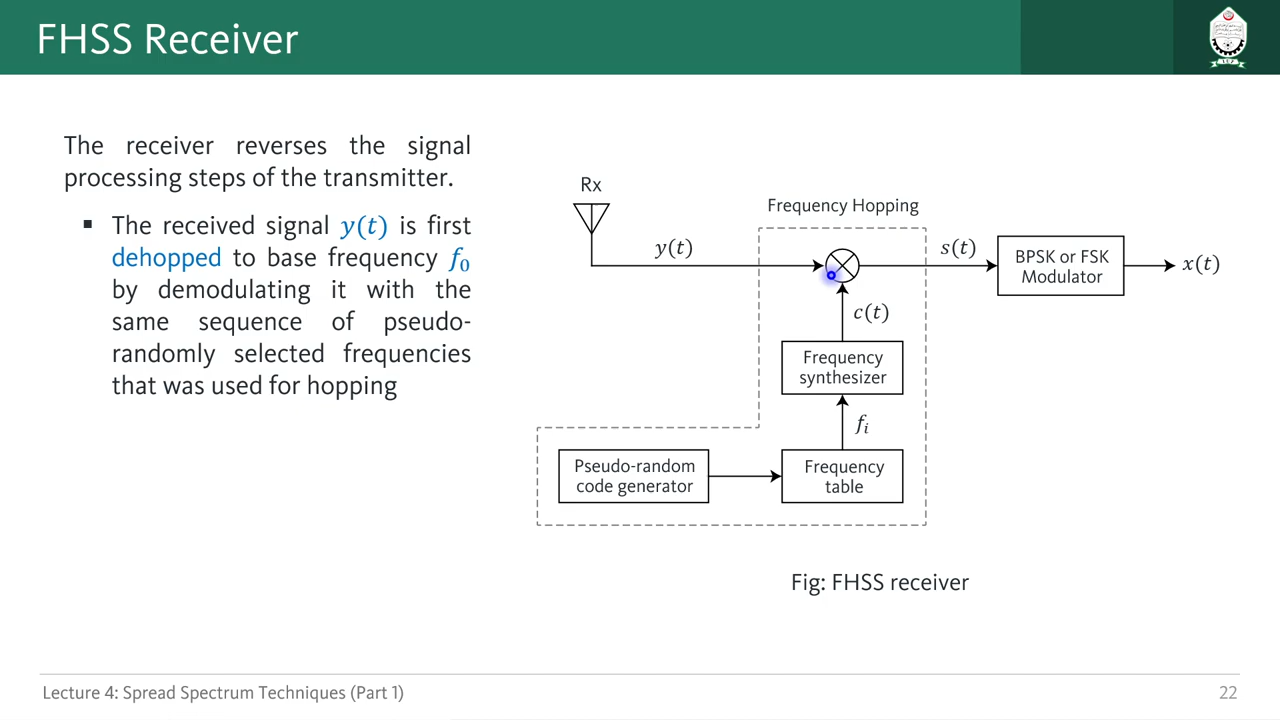 FHSS Receiver
The receiver reverses the signal
processing steps of the transmitter.
▪ The received signal y(t) is first
dehopped to base frequency f₀
by demodulating it with the
same sequence of pseudo-
randomly selected frequencies
that was used for hopping
Rx
Frequency Hopping
y(t)
s(t)
BPSK or FSK
Modulator
x(t)
c(t)
Frequency
synthesizer
fᵢ
Pseudo-random
code generator
Frequency
table
Fig: FHSS receiver
Lecture 4: Spread Spectrum Techniques (Part 1)
22